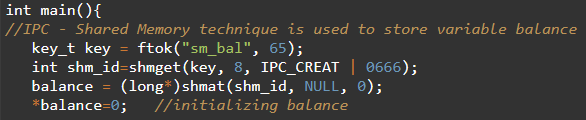 int main(){
//IPC - Shared Memory technique is used to store variable balance
key_t key = ftok("sm_bal", 65);
int shm_id=shmget(key, 8, IPC_CREAT | 0666);
balance = (long*)shmat(shm_id, NULL, 0);
*balance=0;   //initializing balance